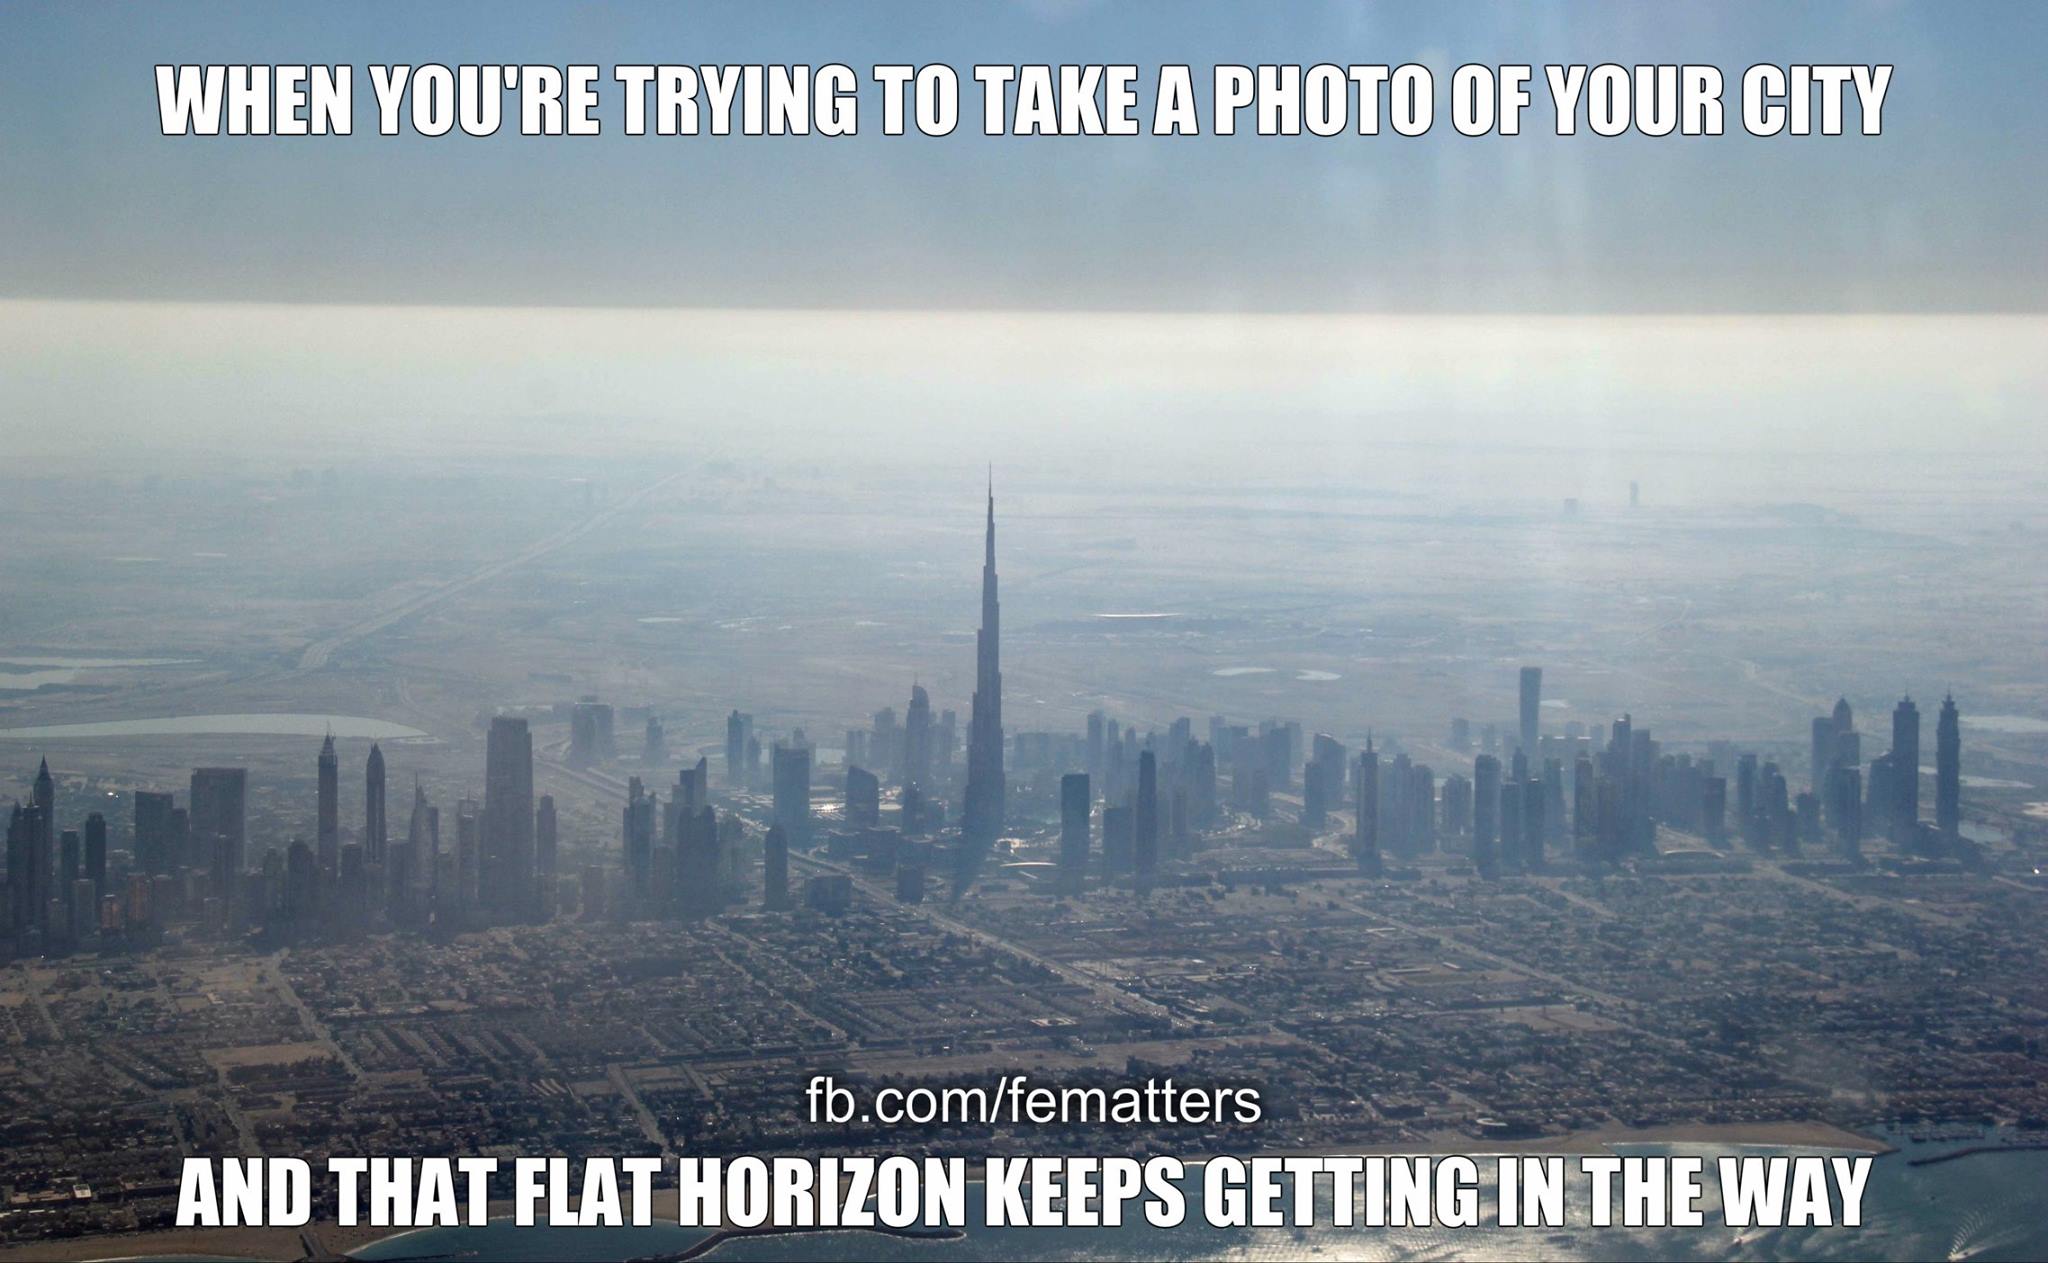 WHEN YOU'RE TRYING TO TAKE A PHOTO OF YOUR CITY
fb.com/fematters
AND THAT FLAT HORIZON KEEPS GETTING IN THE WAY